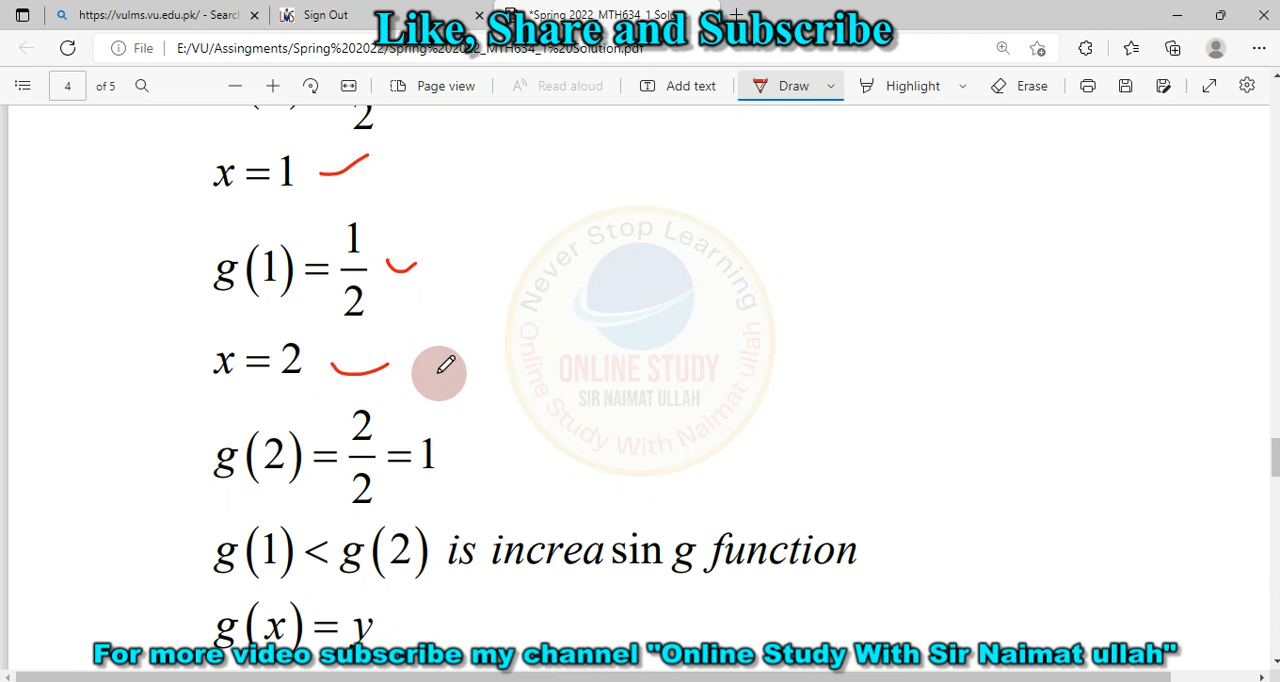 https://vulms.vu.edu.pk/ - Search
Sign Out
*Spring 2022_MTH634_1 Sol
Like, Share and Subscribe
File
E:/VU/Assingments/Spring%202022/Spring%202022_MTH634_1%20Solution.pdf
4 of 5
Page view
Read aloud
Add text
Draw
Highlight
Erase
2
x = 1
g(1) = 1/2
x = 2
g(2) = 2/2 = 1
g(1) < g(2) is increa sin g function
g(x) = y
Never Stop Learning
ONLINE STUDY
SIR NAIMAT ULLAH
Online Study With Naimat ullah
For more video subscribe my channel "Online Study With Sir Naimat ullah"